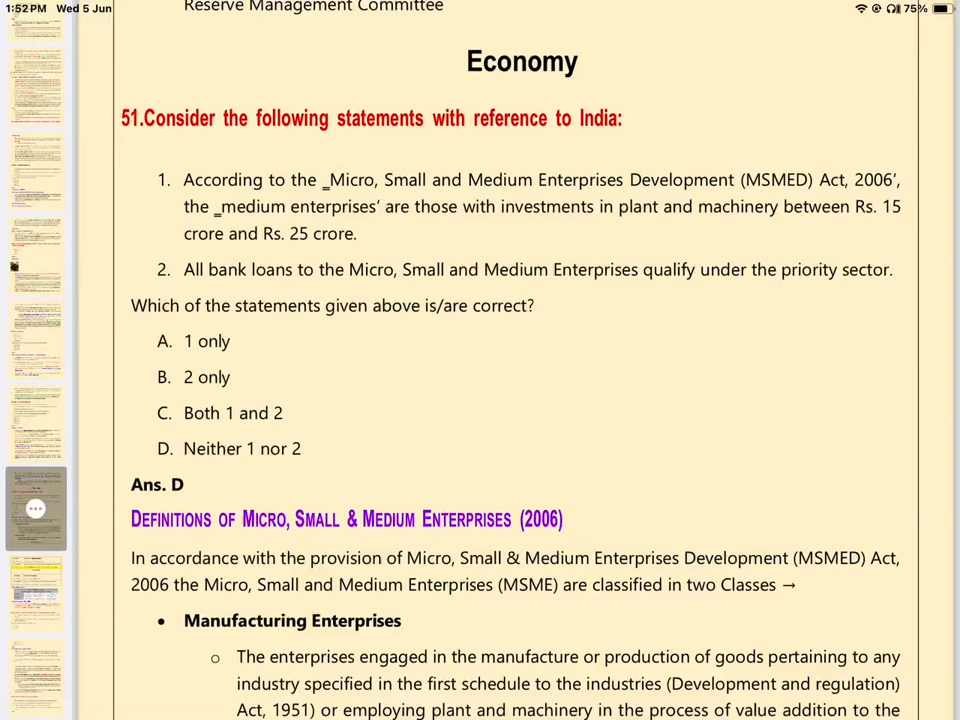 1:52 PM Wed 5 Jun
75%
Reserve Management Committee
Economy
51.Consider the following statements with reference to India:
1. According to the ‗Micro, Small and Medium Enterprises Development (MSMED) Act, 2006‘,
the ‗medium enterprises‘ are those with investments in plant and machinery between Rs. 15
crore and Rs. 25 crore.
2. All bank loans to the Micro, Small and Medium Enterprises qualify under the priority sector.
Which of the statements given above is/are correct?
A. 1 only
B. 2 only
C. Both 1 and 2
D. Neither 1 nor 2
Ans. D
DEFINITIONS OF MICRO, SMALL & MEDIUM ENTERPRISES (2006)
In accordance with the provision of Micro, Small & Medium Enterprises Development (MSMED) Act,
2006 the Micro, Small and Medium Enterprises (MSME) are classified in two Classes →
• Manufacturing Enterprises
o The enterprises engaged in the manufacture or production of goods pertaining to any
industry specified in the first schedule to the industries (Development and regulation)
Act, 1951) or employing plant and machinery in the process of value addition to the